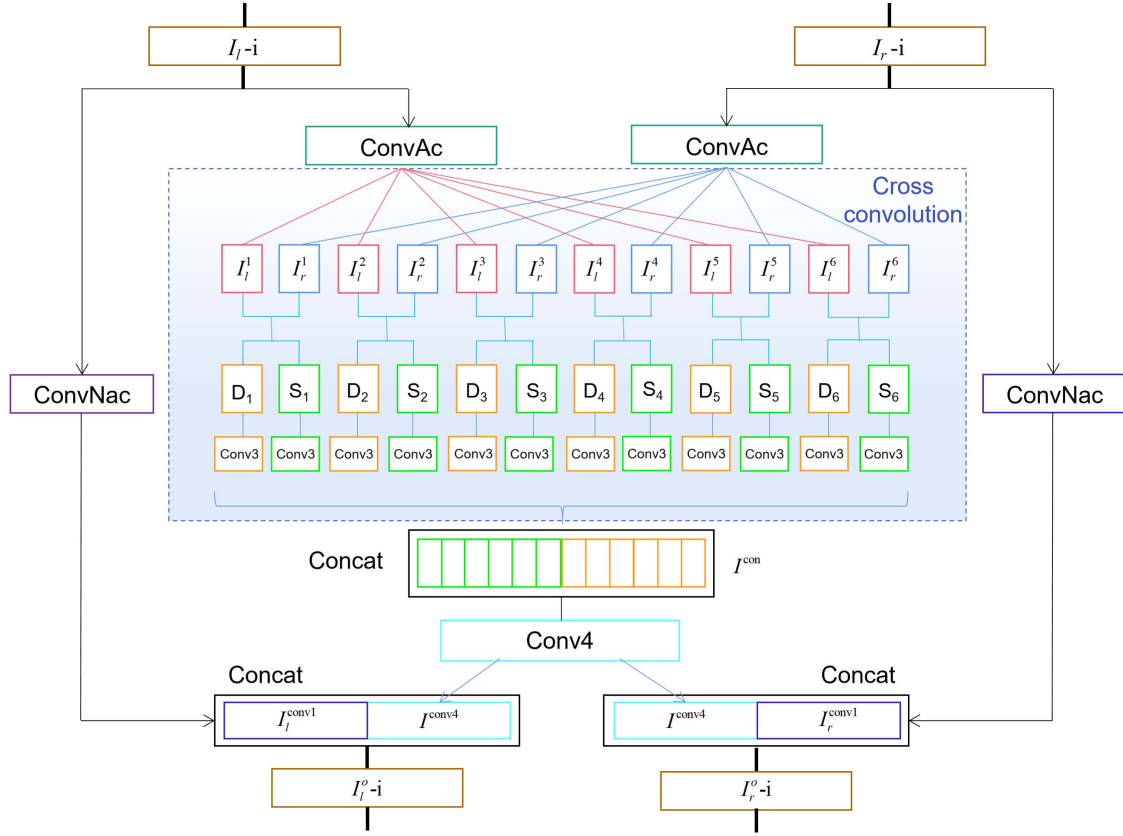 I_l-i
I_r-i
ConvAc
ConvAc
Cross
convolution
I_l^1 I_r^1 I_l^2 I_r^2 I_l^3 I_r^3 I_l^4 I_r^4 I_l^5 I_r^5 I_l^6 I_r^6
ConvNac
D_1 S_1 D_2 S_2 D_3 S_3 D_4 S_4 D_5 S_5 D_6 S_6
ConvNac
Conv3 Conv3 Conv3 Conv3 Conv3 Conv3 Conv3 Conv3 Conv3 Conv3 Conv3 Conv3
Concat
I^con
Conv4
Concat
Concat
I_l^conv1 I^conv4
I^conv4 I_r^conv1
I_l^o-i
I_r^o-i